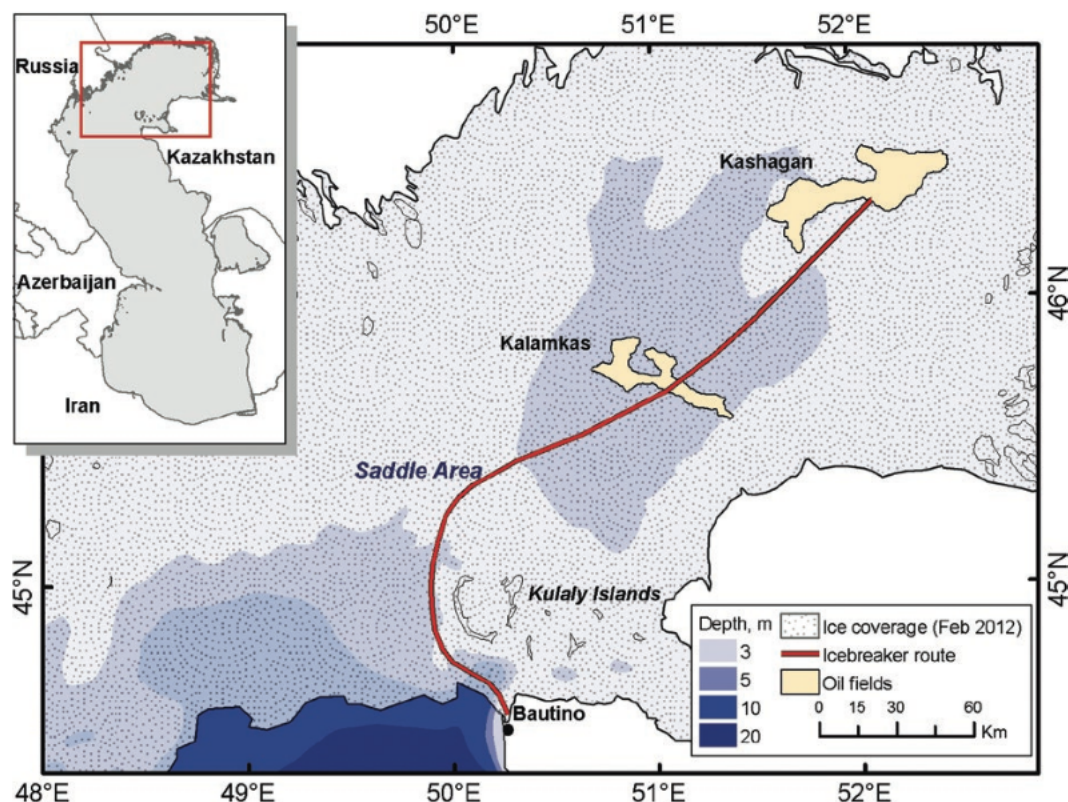 50°E
51°E
52°E
Russia
Kazakhstan
Azerbaijan
Iran
Kashagan
46°N
Kalamkas
Saddle Area
45°N
45°N
Kulaly Islands
Bautino
Depth, m
3
5
10
20
Ice coverage (Feb 2012)
Icebreaker route
Oil fields
0 15 30 60
Km
48°E
49°E
50°E
51°E
52°E